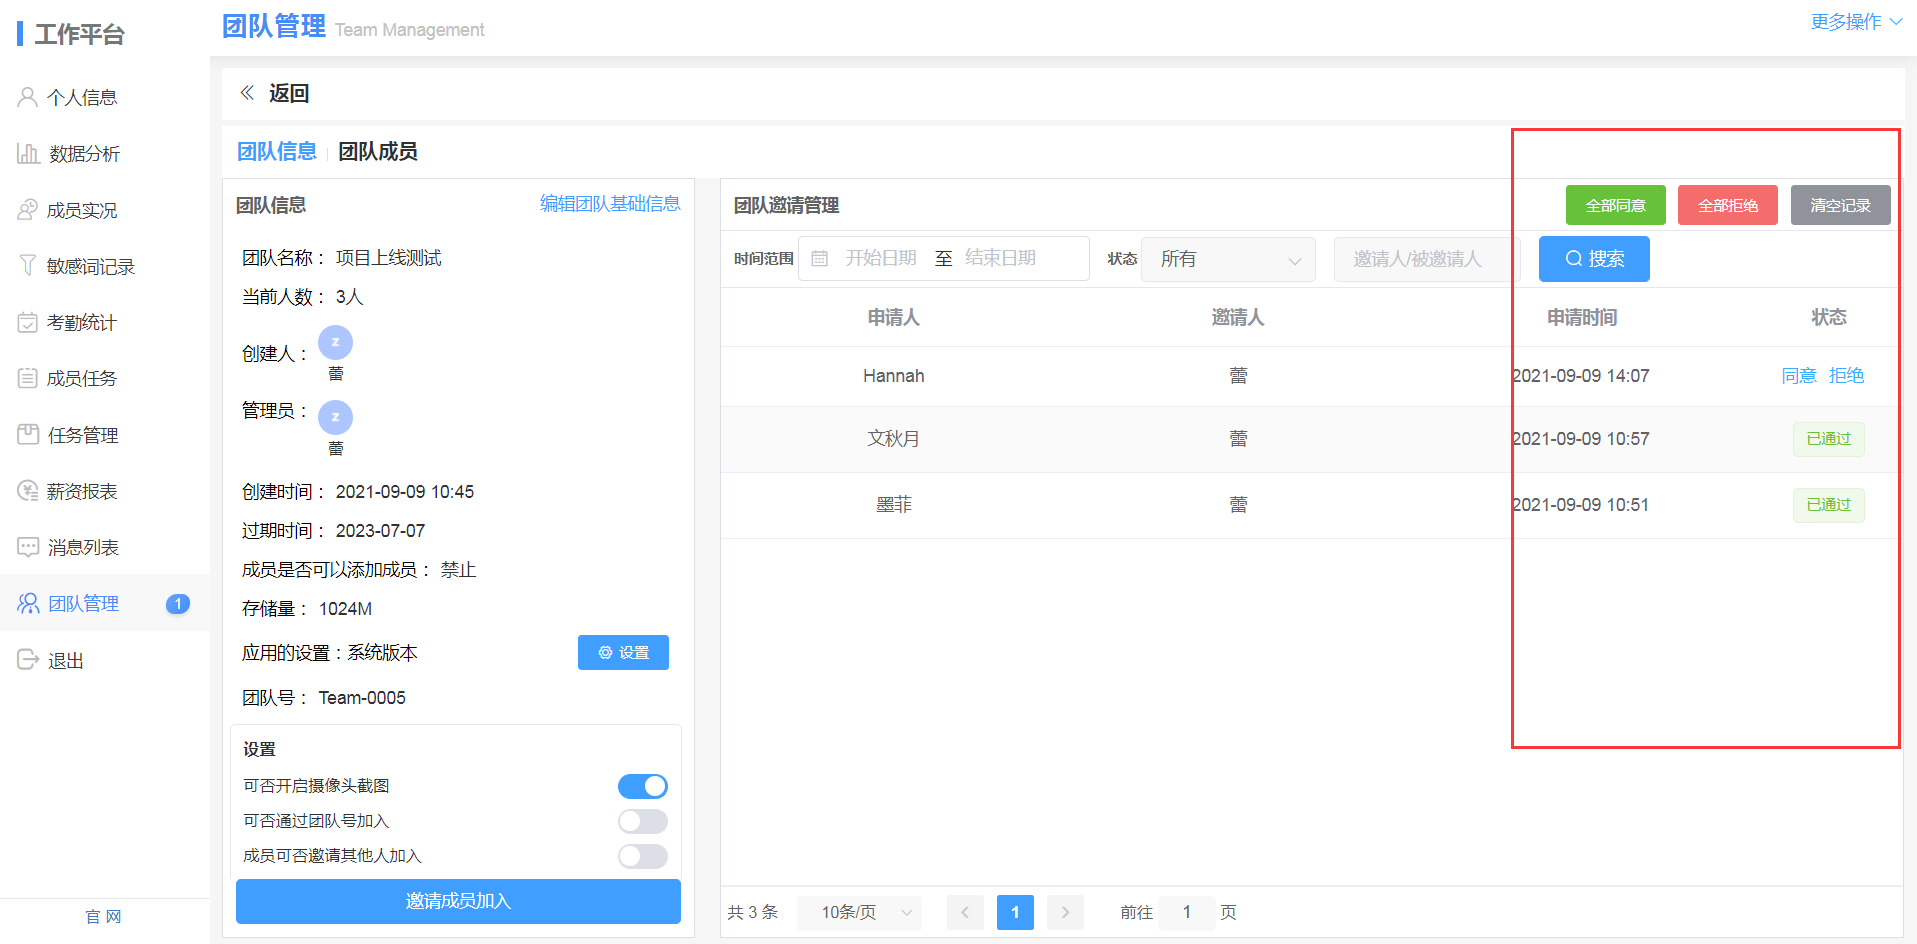 工作平台
个人信息
数据分析
成员实况
敏感词记录
考勤统计
成员任务
任务管理
薪资报表
消息列表
团队管理 1
退出
官 网
团队管理 Team Management
更多操作
返回
团队信息 团队成员
团队信息 编辑团队基础信息
团队名称： 项目上线测试
当前人数： 3人
创建人： z
蕾
管理员： z
蕾
创建时间： 2021-09-09 10:45
过期时间： 2023-07-07
成员是否可以添加成员： 禁止
存储量： 1024M
应用的设置：系统版本 设置
团队号： Team-0005
设置
可否开启摄像头截图
可否通过团队号加入
成员可否邀请其他人加入
邀请成员加入
团队邀请管理 全部同意 全部拒绝 清空记录
时间范围 开始日期 至 结束日期 状态 所有 邀请人/被邀请人 搜索
申请人 邀请人 申请时间 状态
Hannah 蕾 2021-09-09 14:07 同意 拒绝
文秋月 蕾 2021-09-09 10:57 已通过
墨菲 蕾 2021-09-09 10:51 已通过
共 3 条 10条/页 1 前往 1 页